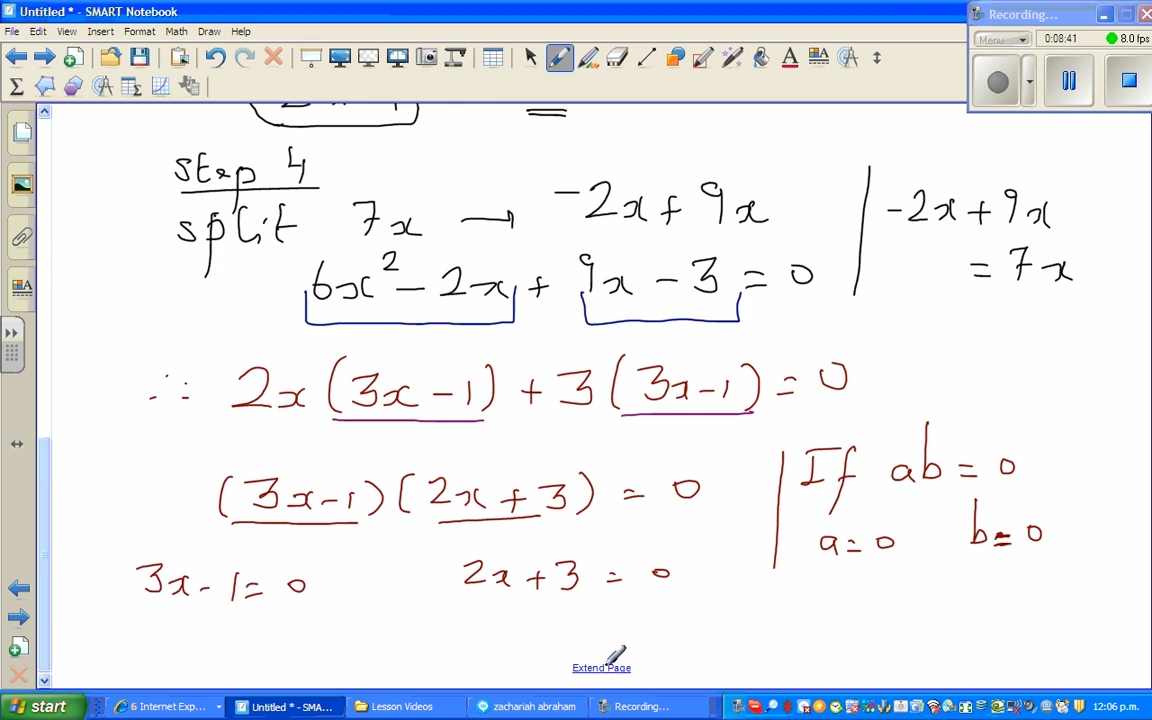 Untitled * - SMART Notebook
File Edit View Insert Format Math Draw Help
Recording...
Menu
0:08:41
8.0 fps
step 4
split 7x → -2x + 9x
-2x + 9x
= 7x
6x² - 2x + 9x - 3 = 0
∴ 2x (3x - 1) + 3 (3x - 1) = 0
(3x - 1) (2x + 3) = 0
If ab = 0
a = 0 b = 0
3x - 1 = 0 2x + 3 = 0
Extend Page
start
6 Internet Exp...
Untitled * - SMA...
Lesson Videos
zachariah abraham
Recording...
12:06 p.m.